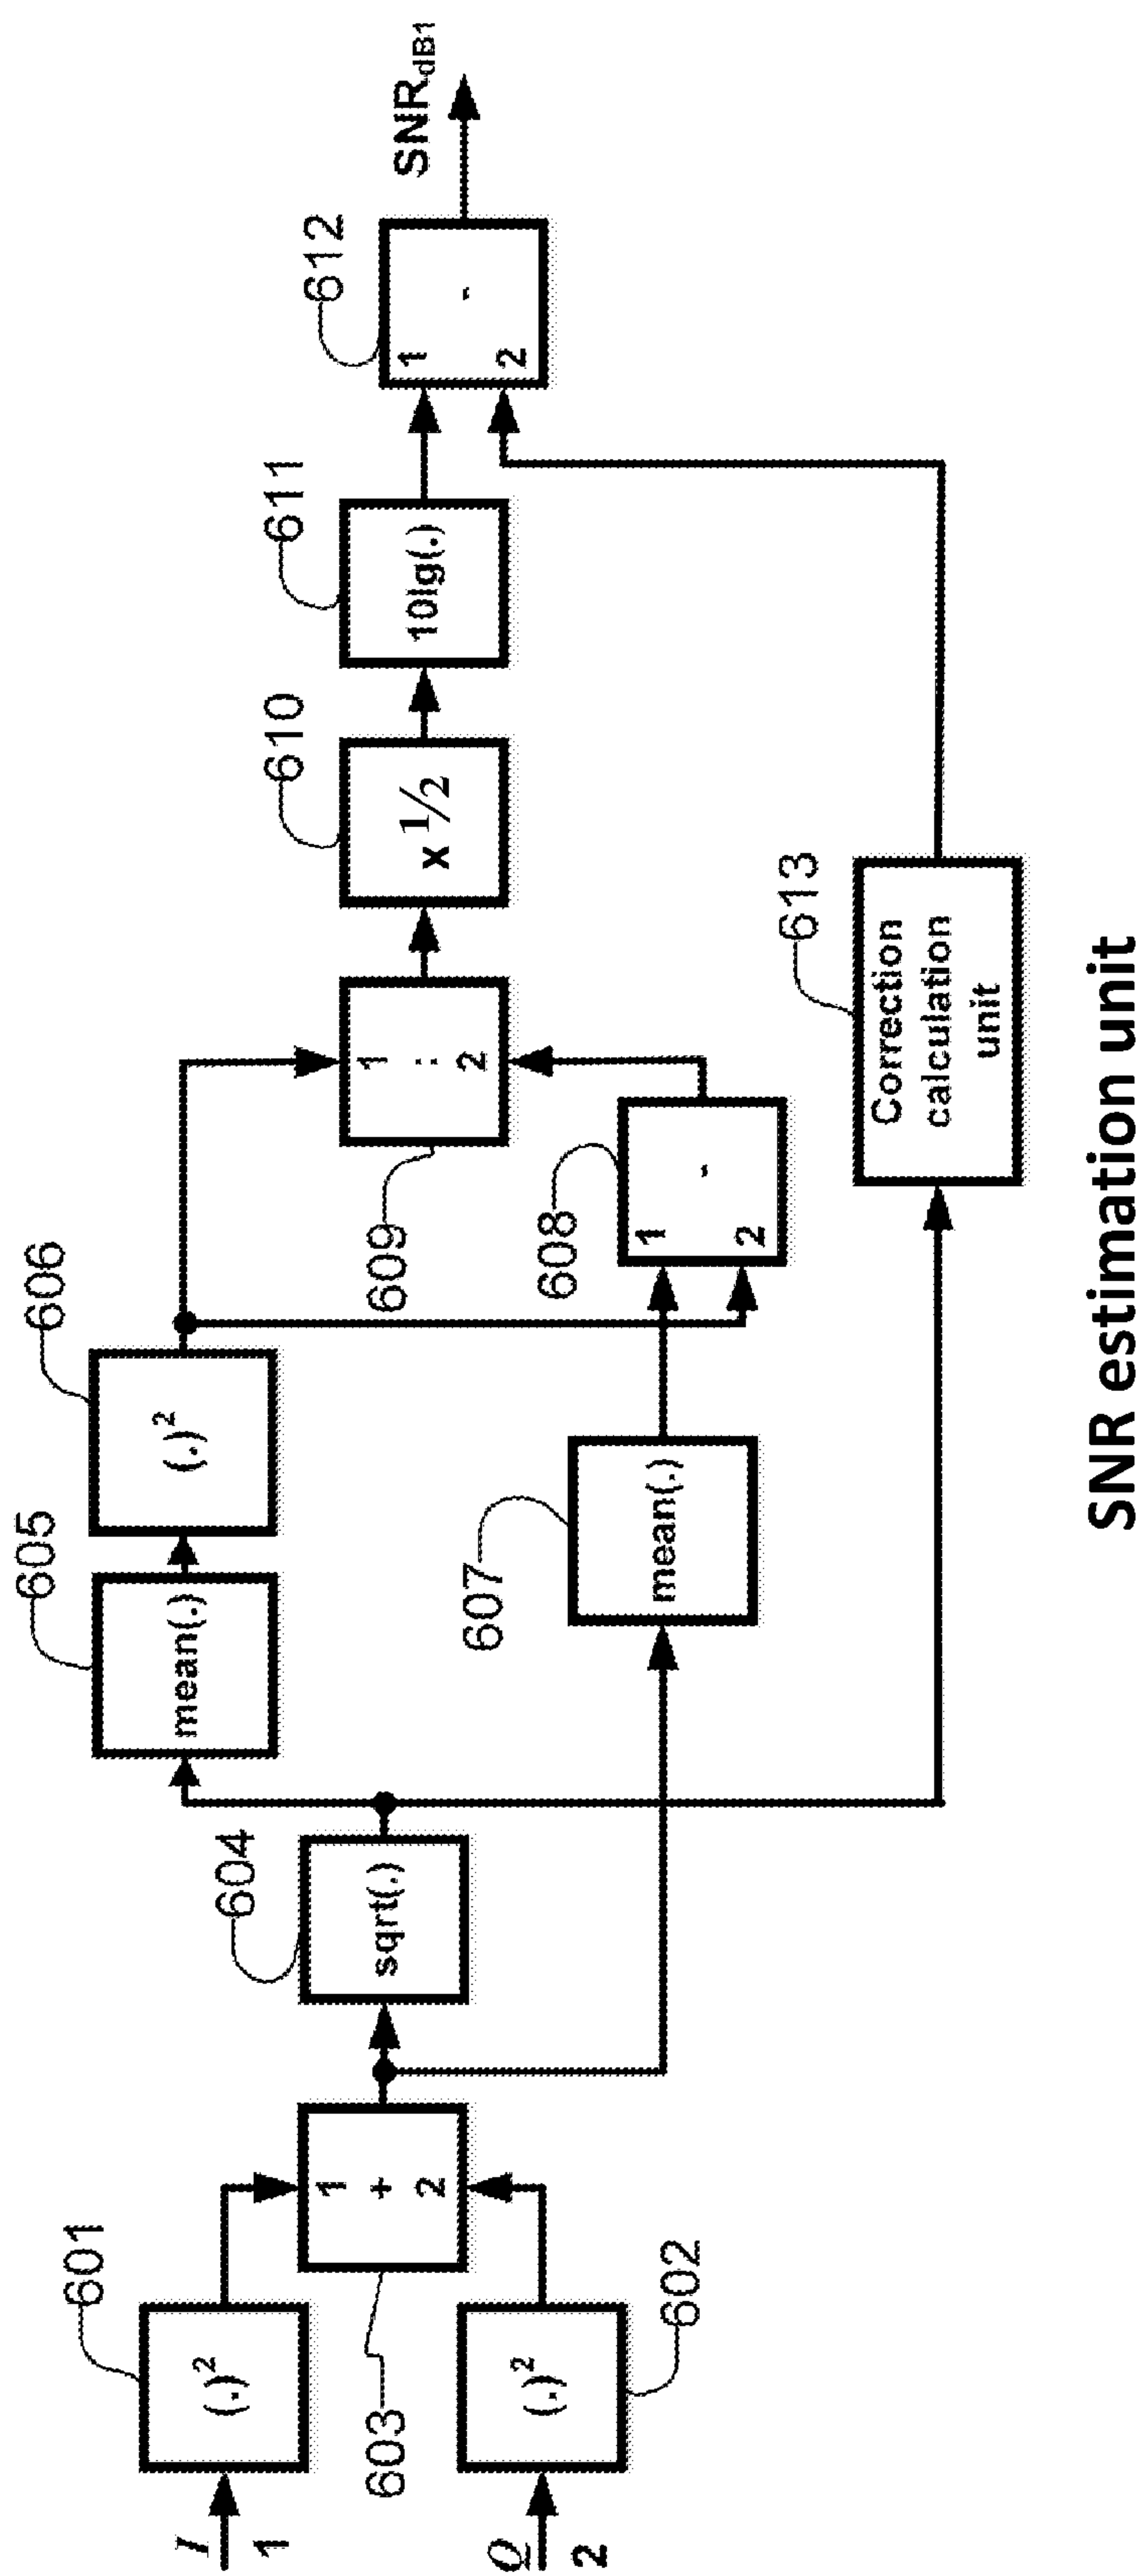 I
1
601
(.)²
Q
2
602
(.)²
603
1
+
2
604
sqrt(.)
605
mean(.)
606
(.)²
607
mean(.)
608
1
-
2
609
1
:
2
610
x ½
611
10lg(.)
612
1
-
2
SNRdB1
613
Correction
calculation
unit
SNR estimation unit